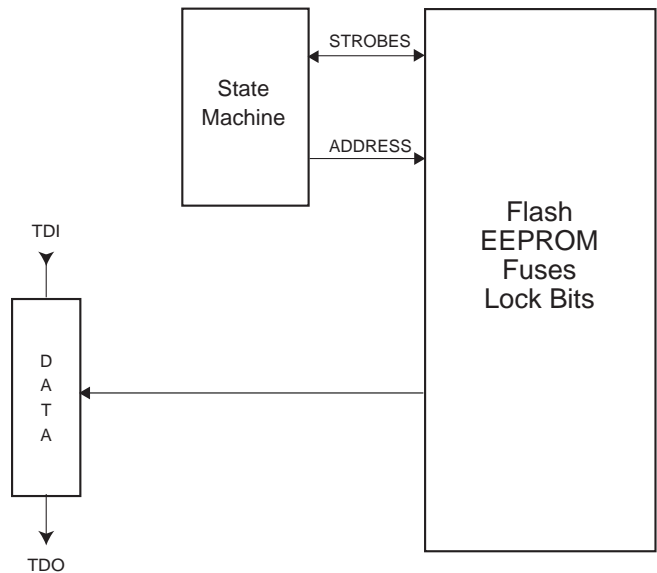 STROBES
State
Machine
ADDRESS
Flash
EEPROM
Fuses
Lock Bits
TDI
D
A
T
A
TDO